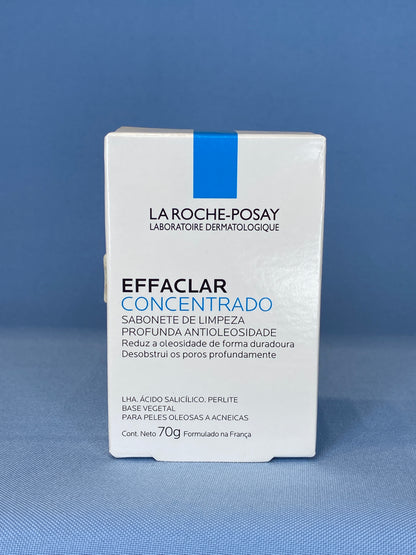 LA ROCHE-POSAY
LABORATOIRE DERMATOLOGIQUE
EFFACLAR
CONCENTRADO
SABONETE DE LIMPEZA
PROFUNDA ANTIOLEOSIDADE
Reduz a oleosidade de forma duradoura
Desobstrui os poros profundamente
LHA. ÁCIDO SALICÍLICO. PERLITE
BASE VEGETAL
PARA PELES OLEOSAS A ACNEICAS
Cont. Neto 70g Formulado na França